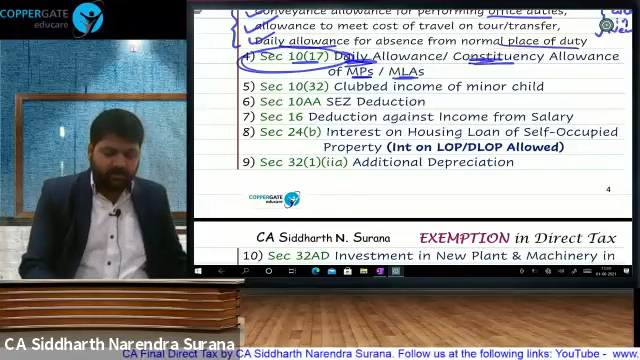 COPPERGATE
educare
Conveyance allowance for performing office duties,
allowance to meet cost of travel on tour/transfer,
Daily allowance for absence from normal place of duty
4) Sec 10(17) Daily Allowance/ Constituency Allowance
of MPs / MLAs
5) Sec 10(32) Clubbed income of minor child
6) Sec 10AA SEZ Deduction
7) Sec 16 Deduction against Income from Salary
8) Sec 24(b) Interest on Housing Loan of Self-Occupied
Property (Int on LOP/DLOP Allowed)
9) Sec 32(1)(iia) Additional Depreciation
COPPERGATE
educare
4
CA Siddharth N. Surana EXEMPTION in Direct Tax
10) Sec 32AD Investment in New Plant & Machinery in
CA Siddharth Narendra Surana
CA Final Direct Tax by CA Siddharth Narendra Surana. Follow us at the following links: YouTube -